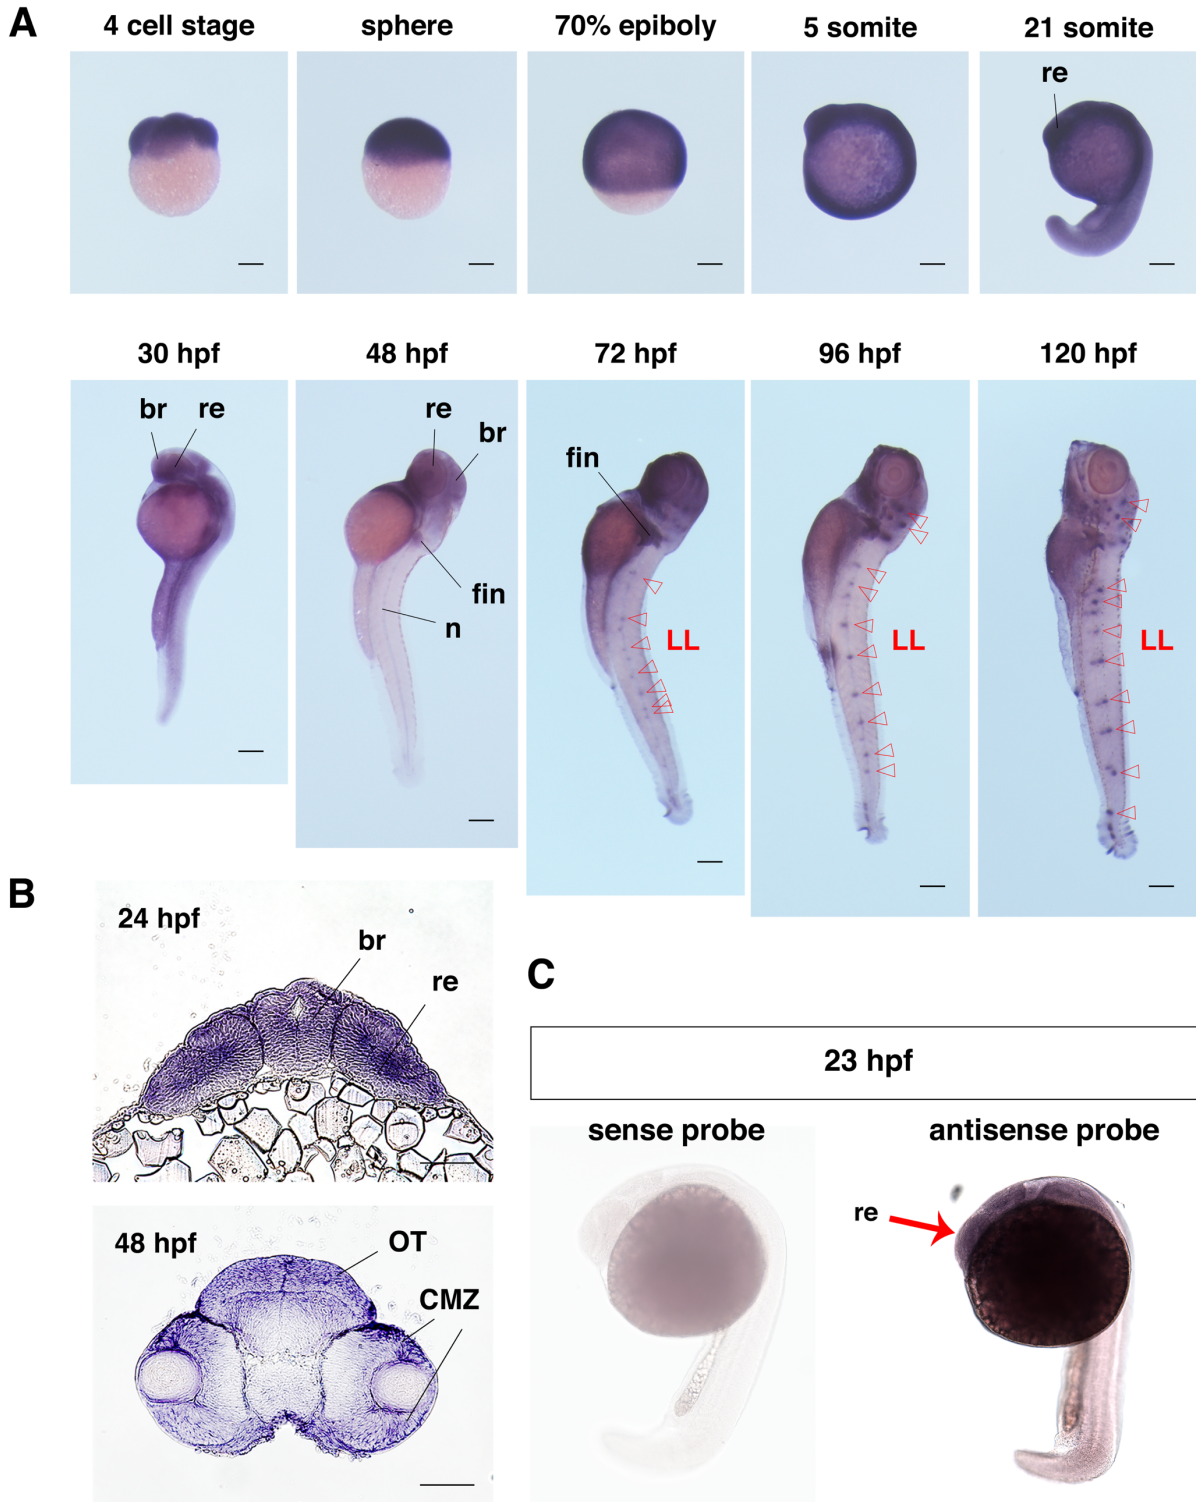 A
4 cell stage sphere 70% epiboly 5 somite 21 somite
re
30 hpf 48 hpf 72 hpf 96 hpf 120 hpf
br re re br fin
fin
n
LL LL LL
B
24 hpf
br
re
48 hpf
OT
CMZ
C
23 hpf
sense probe antisense probe
re